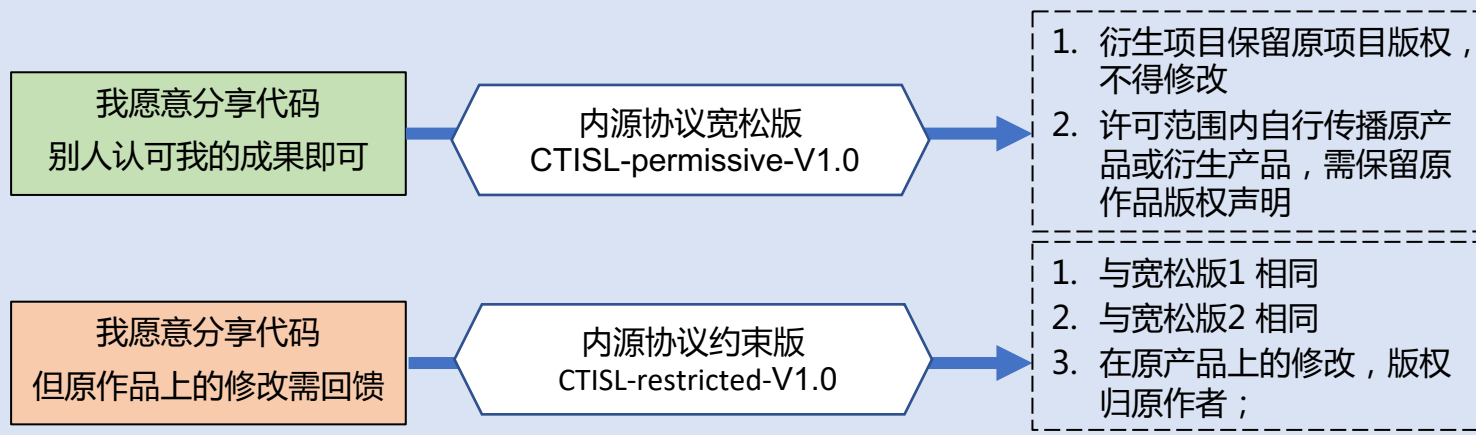 我愿意分享代码
别人认可我的成果即可
内源协议宽松版
CTISL-permissive-V1.0
1. 衍生项目保留原项目版权，
不得修改
2. 许可范围内自行传播原产
品或衍生产品，需保留原
作品版权声明
我愿意分享代码
但原作品上的修改需回馈
内源协议约束版
CTISL-restricted-V1.0
1. 与宽松版1 相同
2. 与宽松版2 相同
3. 在原产品上的修改，版权
归原作者；